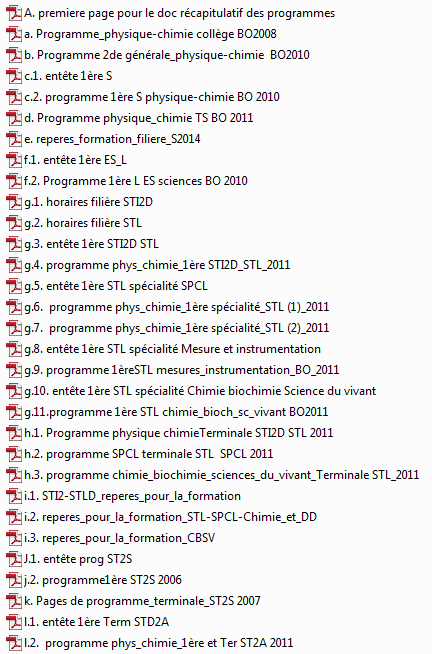 A. premiere page pour le doc récapitulatif des programmes
a. Programme_physique-chimie collège BO2008
b. Programme 2de générale_physique-chimie  BO2010
c.1. entête 1ère S
c.2. programme 1ère S physique-chimie BO 2010
d. Programme physique_chimie TS BO 2011
e. reperes_formation_filiere_S2014
f.1. entête 1ère ES_L
f.2. Programme 1ère L ES sciences BO 2010
g.1. horaires filière STI2D
g.2. horaires filière STL
g.3. entête 1ère STI2D STL
g.4. programme phys_chimie_1ère STI2D_STL_2011
g.5. entête 1ère STL spécialité SPCL
g.6.  programme phys_chimie_1ère spécialité_STL (1)_2011
g.7.  programme phys_chimie_1ère spécialité_STL (2)_2011
g.8. entête 1ère STL spécialité Mesure et instrumentation
g.9. programme 1èreSTL mesures_instrumentation_BO_2011
g.10. entête 1ère STL spécialité Chimie biochimie Science du vivant
g.11.programme 1ère STL chimie_bioch_sc_vivant BO2011
h.1. Programme physique chimieTerminale STI2D STL 2011
h.2. programme SPCL terminale STL  SPCL 2011
h.3. programme chimie_biochimie_sciences_du_vivant_Terminale STL_2011
i.1. STI2-STLD_reperes_pour_la_formation
i.2. reperes_pour_la_formation_STL-SPCL-Chimie_et_DD
i.3. reperes_pour_la_formation_CBSV
J.1. entête prog ST2S
j.2. programme1ère ST2S 2006
k. Pages de programme_terminale_ST2S 2007
l.1. entête 1ère Term STD2A
l.2.  programme phys_chimie_1ère et Ter ST2A 2011